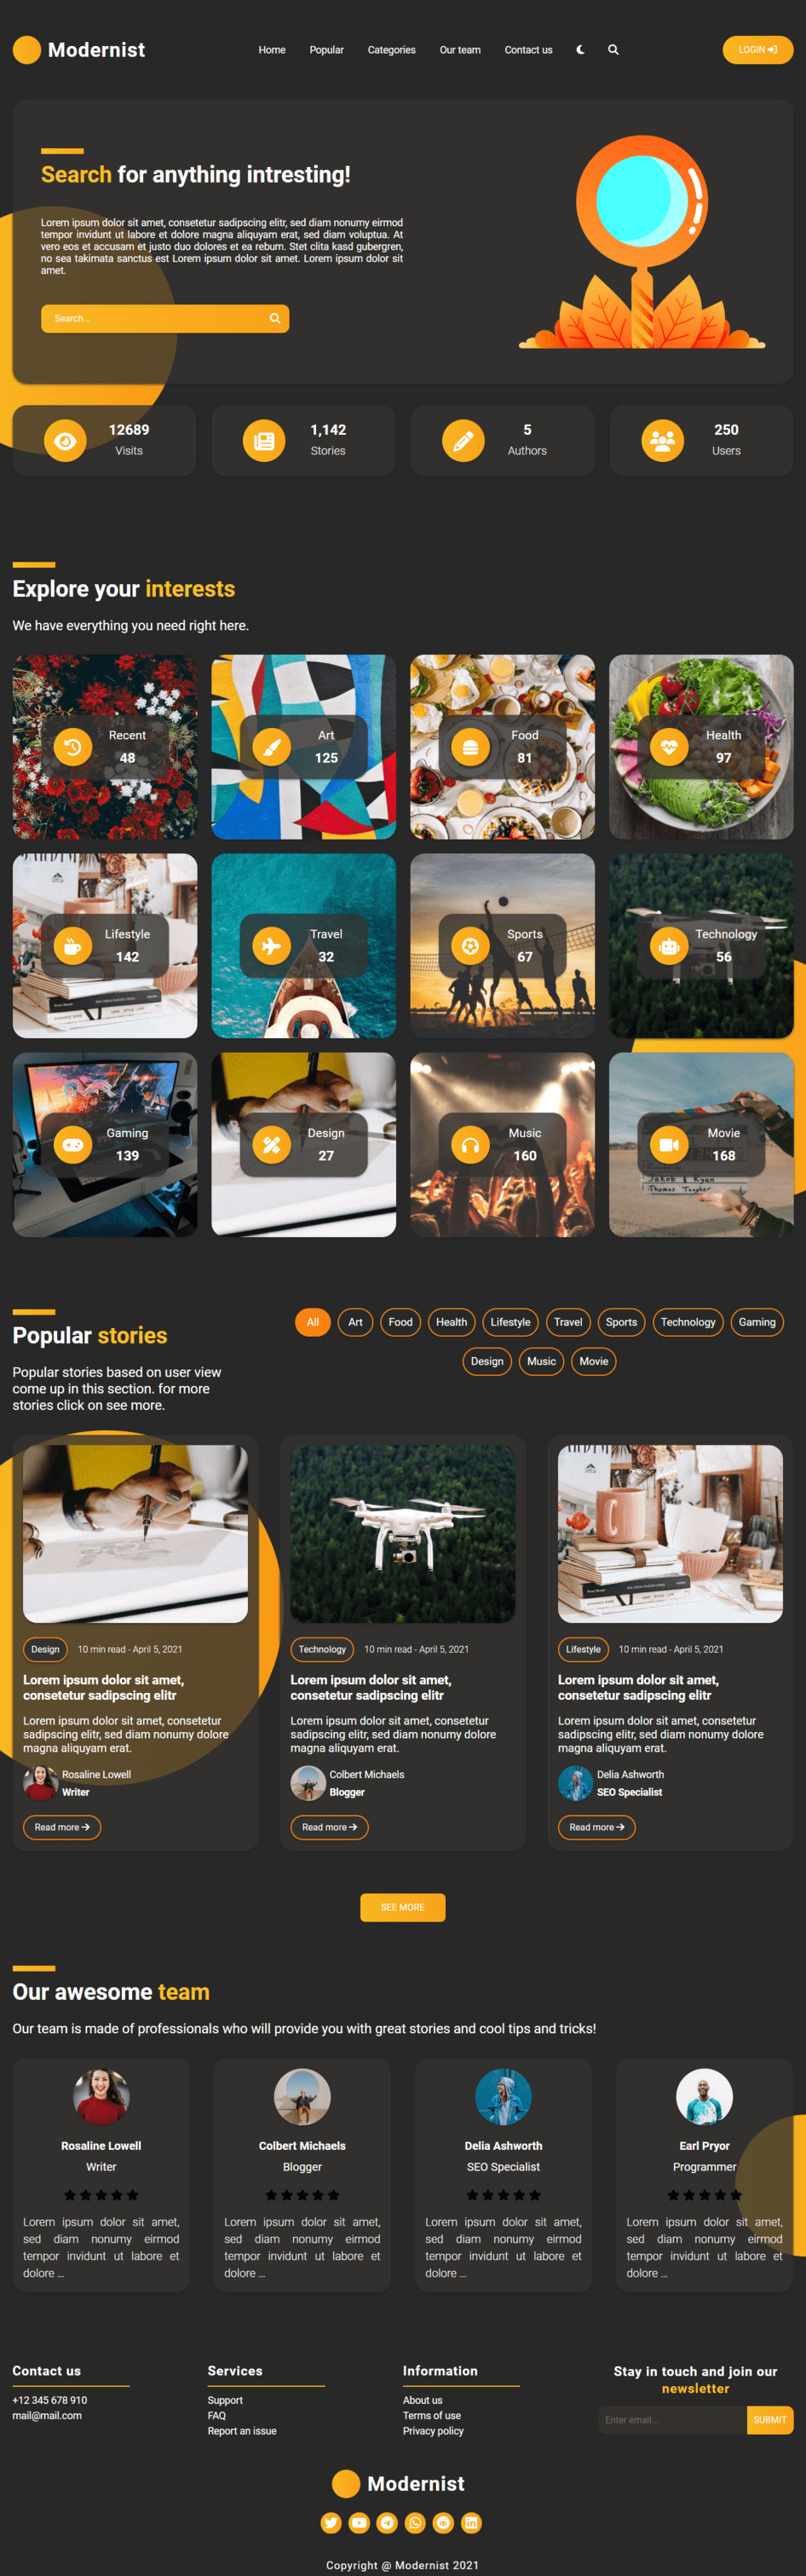 Modernist
Home
Popular
Categories
Our team
Contact us
LOGIN
Search for anything intresting!
Lorem ipsum dolor sit amet, consetetur sadipscing elitr, sed diam nonumy eirmod
tempor invidunt ut labore et dolore magna aliquyam erat, sed diam voluptua. At
vero eos et accusam et justo duo dolores et ea rebum. Stet clita kasd gubergren,
no sea takimata sanctus est Lorem ipsum dolor sit amet. Lorem ipsum dolor sit
amet.
Search...
12689
Visits
1,142
Stories
5
Authors
250
Users
Explore your interests
We have everything you need right here.
Recent
48
Art
125
Food
81
Health
97
Lifestyle
142
Travel
32
Sports
67
Technology
56
Gaming
139
Design
27
Music
160
Movie
168
Popular stories
Popular stories based on user view
come up in this section. for more
stories click on see more.
All
Art
Food
Health
Lifestyle
Travel
Sports
Technology
Gaming
Design
Music
Movie
Design
10 min read - April 5, 2021
Lorem ipsum dolor sit amet,
consetetur sadipscing elitr
Lorem ipsum dolor sit amet, consetetur
sadipscing elitr, sed diam nonumy dolore
magna aliquyam erat.
Rosaline Lowell
Writer
Read more
Technology
10 min read - April 5, 2021
Lorem ipsum dolor sit amet,
consetetur sadipscing elitr
Lorem ipsum dolor sit amet, consetetur
sadipscing elitr, sed diam nonumy dolore
magna aliquyam erat.
Colbert Michaels
Blogger
Read more
Lifestyle
10 min read - April 5, 2021
Lorem ipsum dolor sit amet,
consetetur sadipscing elitr
Lorem ipsum dolor sit amet, consetetur
sadipscing elitr, sed diam nonumy dolore
magna aliquyam erat.
Delia Ashworth
SEO Specialist
Read more
SEE MORE
Our awesome team
Our team is made of professionals who will provide you with great stories and cool tips and tricks!
Rosaline Lowell
Writer
Lorem ipsum dolor sit amet,
sed diam nonumy eirmod
tempor invidunt ut labore et
dolore ...
Colbert Michaels
Blogger
Lorem ipsum dolor sit amet,
sed diam nonumy eirmod
tempor invidunt ut labore et
dolore ...
Delia Ashworth
SEO Specialist
Lorem ipsum dolor sit amet,
sed diam nonumy eirmod
tempor invidunt ut labore et
dolore ...
Earl Pryor
Programmer
Lorem ipsum dolor sit amet,
sed diam nonumy eirmod
tempor invidunt ut labore et
dolore ...
Contact us
+12 345 678 910
mail@mail.com
Services
Support
FAQ
Report an issue
Information
About us
Terms of use
Privacy policy
Stay in touch and join our
newsletter
Enter email...
SUBMIT
Modernist
Copyright @ Modernist 2021